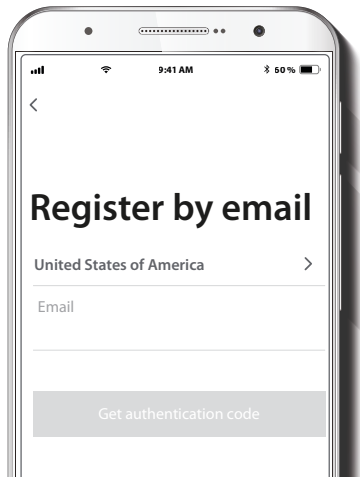 9:41 AM 60 %
Register by email
United States of America
Email
Get authentication code